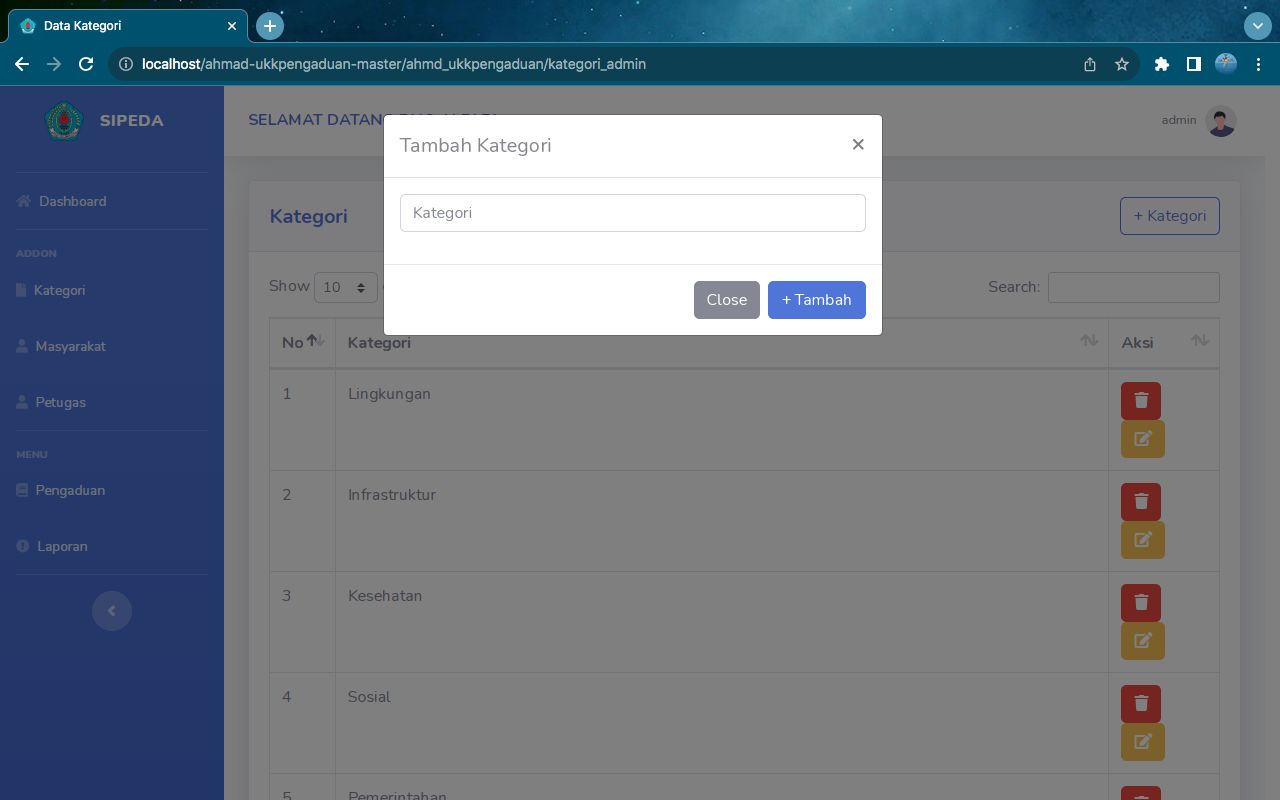 Data Kategori
localhost/ahmad-ukkpengaduan-master/ahmd_ukkpengaduan/kategori_admin
SIPEDA
SELAMAT DATANG
admin
Tambah Kategori
Dashboard
Kategori
Kategori
+ Kategori
ADDON
Kategori
Show 10
Search:
Close
+ Tambah
No Kategori Aksi
Masyarakat
1 Lingkungan
Petugas
MENU
Pengaduan
2 Infrastruktur
Laporan
3 Kesehatan
4 Sosial
5 Pemerintahan